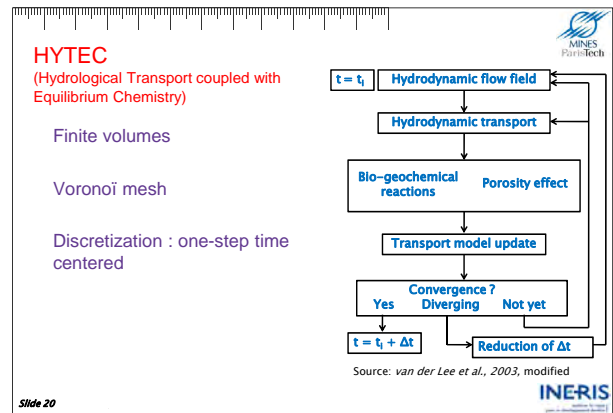 MINES
ParisTech
HYTEC
(Hydrological Transport coupled with
Equilibrium Chemistry)
Finite volumes
Voronoï mesh
Discretization : one-step time
centered
t = tᵢ
Hydrodynamic flow field
Hydrodynamic transport
Bio-geochemical
reactions
Porosity effect
Transport model update
Convergence ?
Yes Diverging Not yet
t = tᵢ + Δt
Reduction of Δt
Source: van der Lee et al., 2003, modified
Slide 20
INERIS